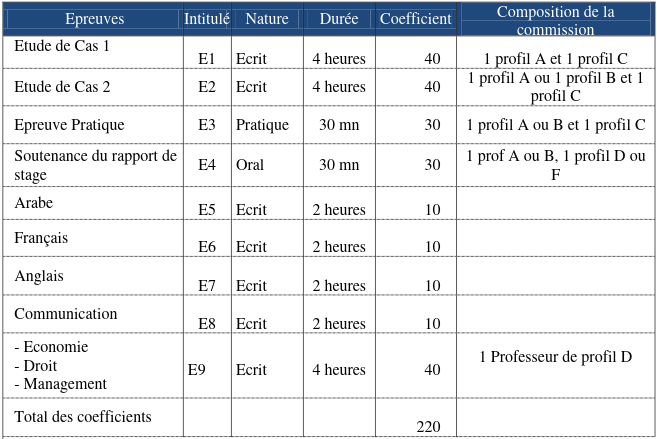 Epreuves Intitulé Nature Durée Coefficient Composition de la commission
Etude de Cas 1 E1 Ecrit 4 heures 40 1 profil A et 1 profil C
Etude de Cas 2 E2 Ecrit 4 heures 40 1 profil A ou 1 profil B et 1 profil C
Epreuve Pratique E3 Pratique 30 mn 30 1 profil A ou B et 1 profil C
Soutenance du rapport de stage E4 Oral 30 mn 30 1 prof A ou B, 1 profil D ou F
Arabe E5 Ecrit 2 heures 10
Français E6 Ecrit 2 heures 10
Anglais E7 Ecrit 2 heures 10
Communication E8 Ecrit 2 heures 10
- Economie
- Droit
- Management E9 Ecrit 4 heures 40 1 Professeur de profil D
Total des coefficients 220